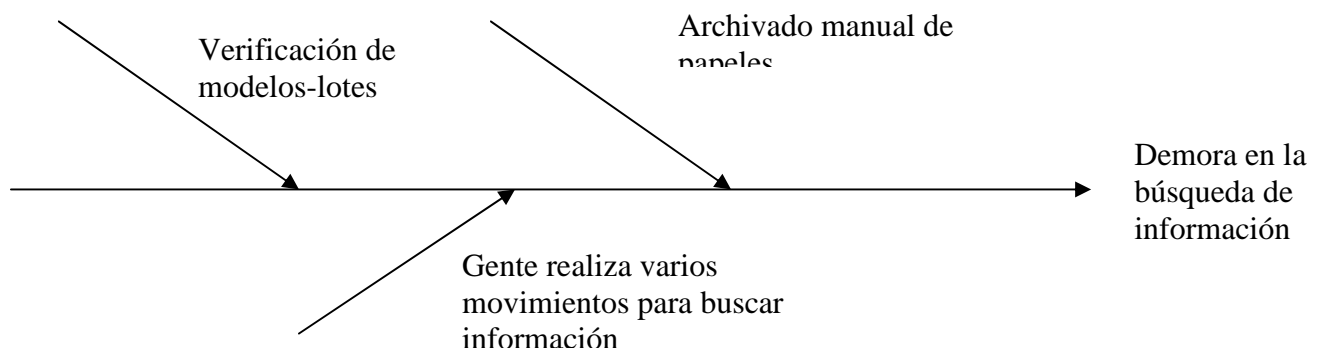 Verificación de
modelos-lotes
Archivado manual de
papeles
Demora en la
búsqueda de
información
Gente realiza varios
movimientos para buscar
información